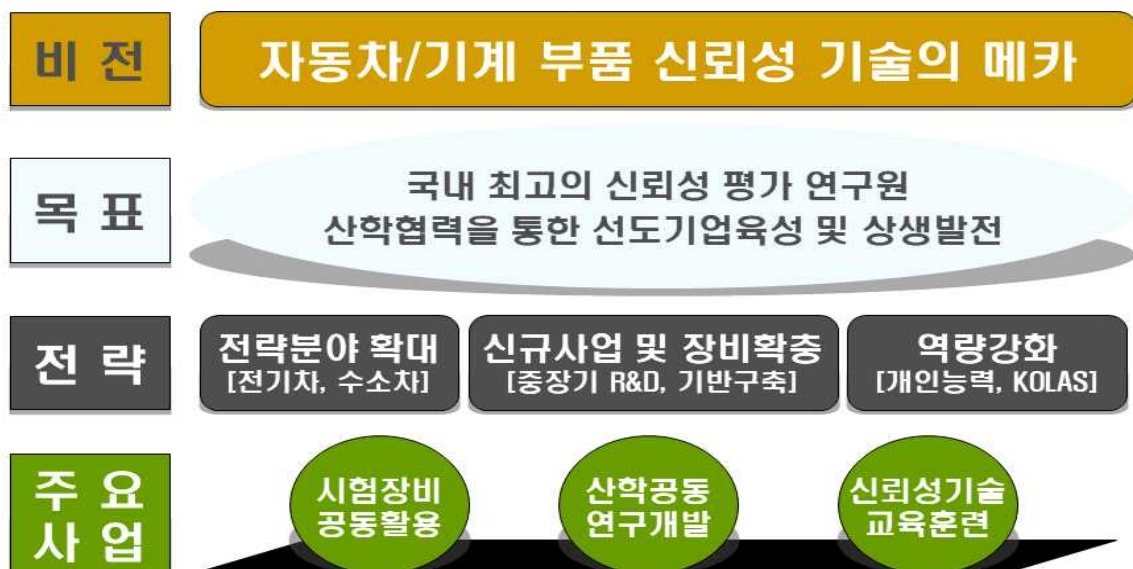 비 전
자동차/기계 부품 신뢰성 기술의 메카
목 표
국내 최고의 신뢰성 평가 연구원
산학협력을 통한 선도기업육성 및 상생발전
전 략
전략분야 확대
[전기차, 수소차]
신규사업 및 장비확충
[중장기 R&D, 기반구축]
역량강화
[개인능력, KOLAS]
주 요
사 업
시험장비
공동활용
산학공동
연구개발
신뢰성기술
교육훈련